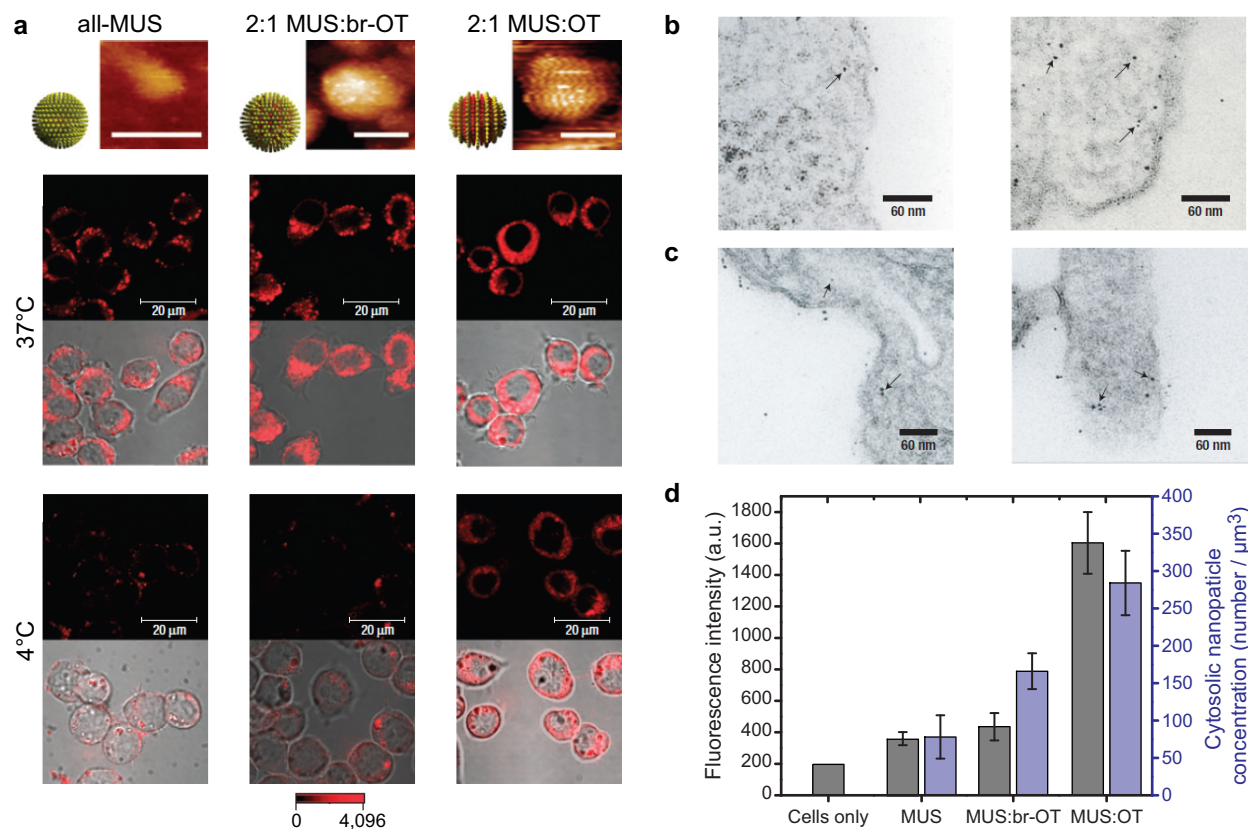 a
all-MUS
2:1 MUS:br-OT
2:1 MUS:OT
37°C
20 µm
20 µm
20 µm
4°C
20 µm
20 µm
20 µm
0 4,096
b
60 nm
60 nm
c
60 nm
60 nm
d
Fluorescence intensity (a.u.)
1800
1600
1400
1200
1000
800
600
400
200
0
Cells only
MUS
MUS:br-OT
MUS:OT
400
350
300
250
200
150
100
50
0
Cytosolic nanopaticle
concentration (number / µm³)